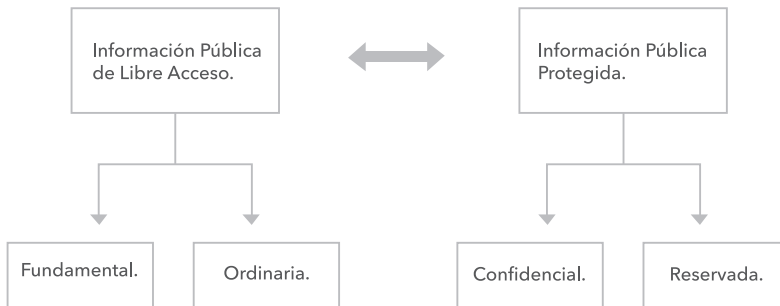 Información Pública
de Libre Acceso.
Información Pública
Protegida.
Fundamental.
Ordinaria.
Confidencial.
Reservada.